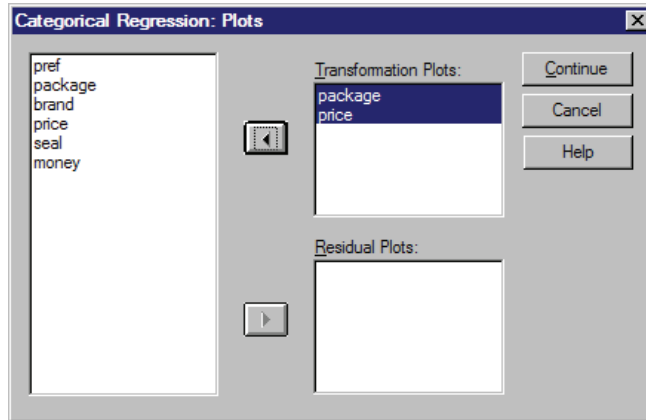 Categorical Regression: Plots
pref
package
brand
price
seal
money
Transformation Plots:
package
price
Residual Plots:
Continue
Cancel
Help